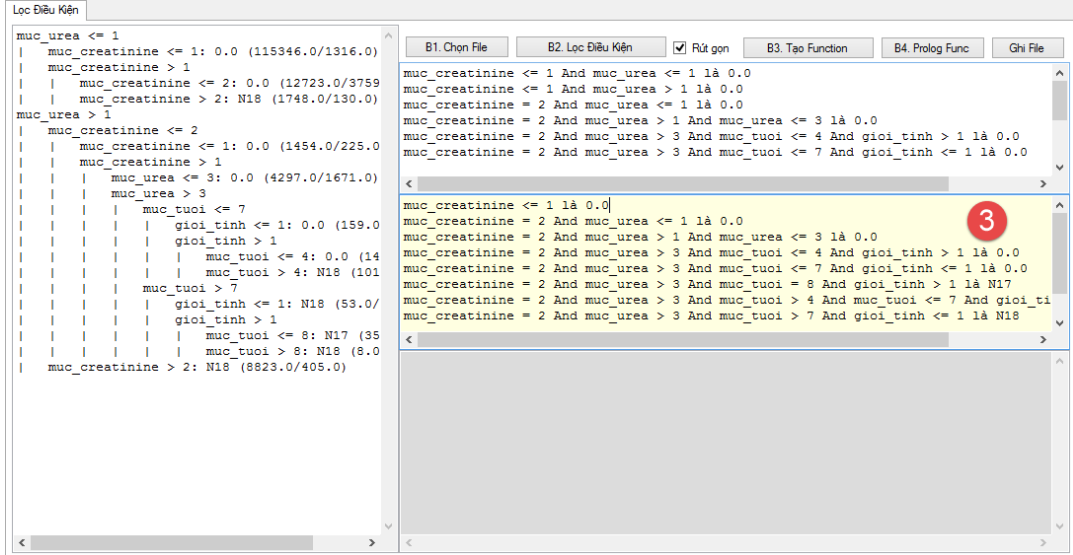 Lọc Điều Kiện
muc_urea <= 1
|   muc_creatinine <= 1: 0.0 (115346.0/1316.0)
|   muc_creatinine > 1
|   |   muc_creatinine <= 2: 0.0 (12723.0/3759
|   |   muc_creatinine > 2: N18 (1748.0/130.0)
muc_urea > 1
|   muc_creatinine <= 2
|   |   muc_creatinine <= 1: 0.0 (1454.0/225.0
|   |   muc_creatinine > 1
|   |   |   muc_urea <= 3: 0.0 (4297.0/1671.0)
|   |   |   muc_urea > 3
|   |   |   |   muc_tuoi <= 7
|   |   |   |   |   gioi_tinh <= 1: 0.0 (159.0
|   |   |   |   |   gioi_tinh > 1
|   |   |   |   |   |   muc_tuoi <= 4: 0.0 (14
|   |   |   |   |   |   muc_tuoi > 4: N18 (101
|   |   |   |   muc_tuoi > 7
|   |   |   |   |   gioi_tinh <= 1: N18 (53.0/
|   |   |   |   |   gioi_tinh > 1
|   |   |   |   |   |   muc_tuoi <= 8: N17 (35
|   |   |   |   |   |   muc_tuoi > 8: N18 (8.0
|   muc_creatinine > 2: N18 (8823.0/405.0)
B1. Chọn File B2. Lọc Điều Kiện Rút gọn B3. Tạo Function B4. Prolog Func Ghi File
muc_creatinine <= 1 And muc_urea <= 1 là 0.0
muc_creatinine <= 1 And muc_urea > 1 là 0.0
muc_creatinine = 2 And muc_urea <= 1 là 0.0
muc_creatinine = 2 And muc_urea > 1 And muc_urea <= 3 là 0.0
muc_creatinine = 2 And muc_urea > 3 And muc_tuoi <= 4 And gioi_tinh > 1 là 0.0
muc_creatinine = 2 And muc_urea > 3 And muc_tuoi <= 7 And gioi_tinh <= 1 là 0.0
muc_creatinine <= 1 là 0.0
muc_creatinine = 2 And muc_urea <= 1 là 0.0
3
muc_creatinine = 2 And muc_urea > 1 And muc_urea <= 3 là 0.0
muc_creatinine = 2 And muc_urea > 3 And muc_tuoi <= 4 And gioi_tinh > 1 là 0.0
muc_creatinine = 2 And muc_urea > 3 And muc_tuoi <= 7 And gioi_tinh <= 1 là 0.0
muc_creatinine = 2 And muc_urea > 3 And muc_tuoi = 8 And gioi_tinh > 1 là N17
muc_creatinine = 2 And muc_urea > 3 And muc_tuoi > 4 And muc_tuoi <= 7 And gioi_ti
muc_creatinine = 2 And muc_urea > 3 And muc_tuoi > 7 And gioi_tinh <= 1 là N18